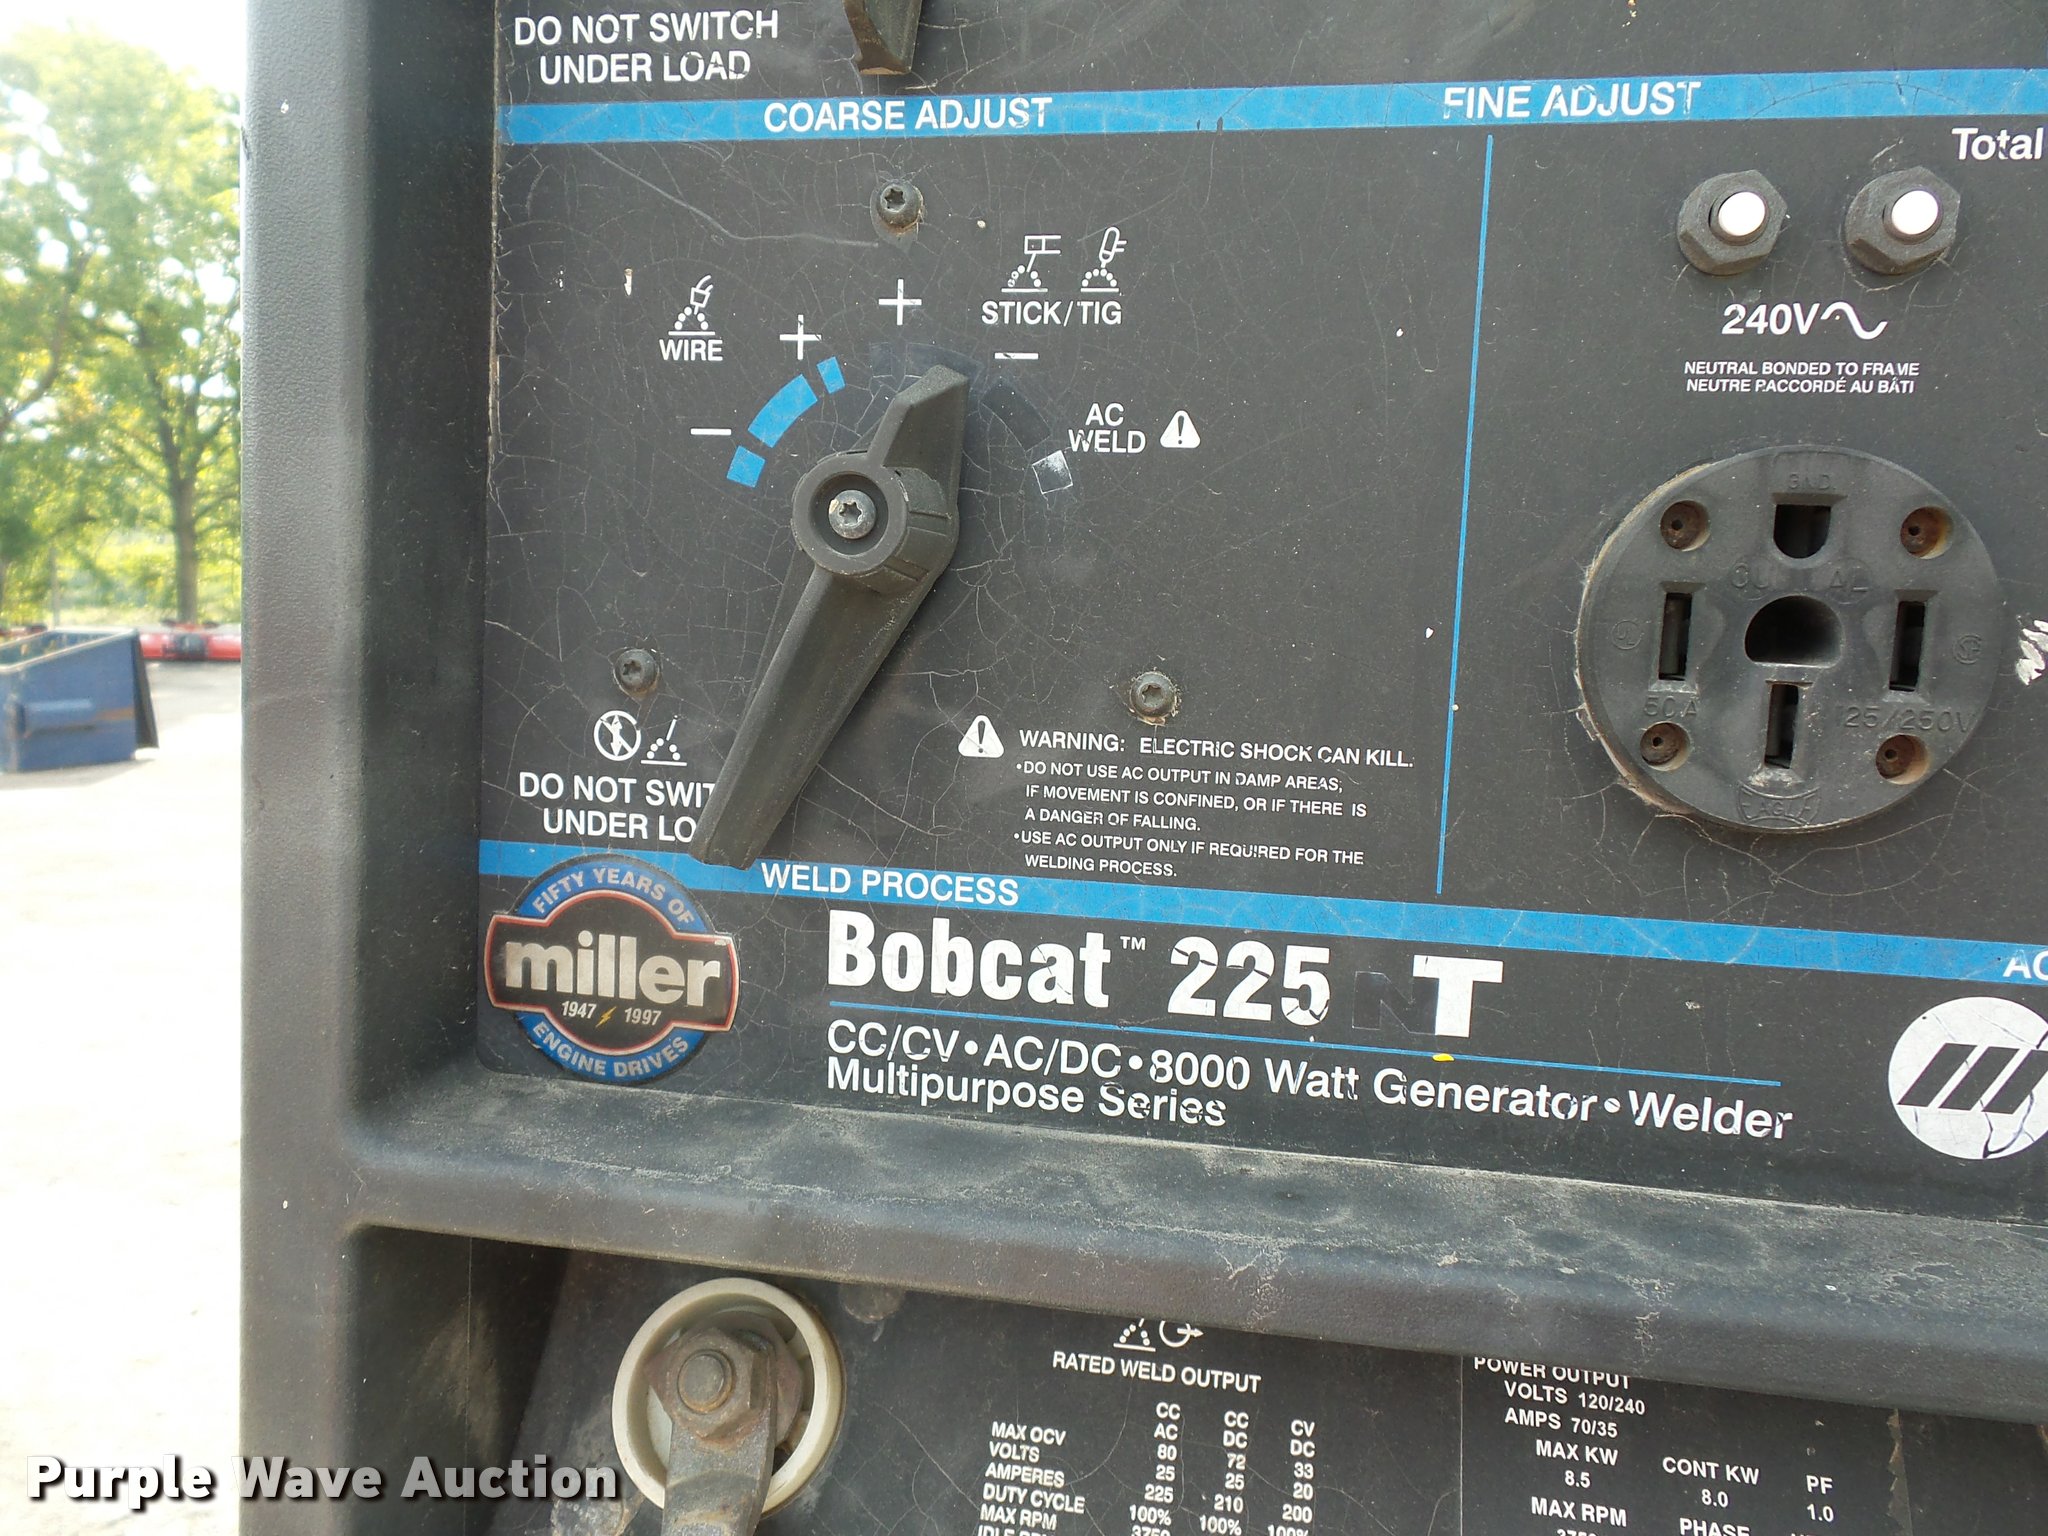 DO NOT SWITCH
UNDER LOAD
COARSE ADJUST
FINE ADJUST
Total
WIRE
STICK/TIG
AC
WELD
240V
NEUTRAL BONDED TO FRAME
NEUTRE RACCORDÉ AU BÂTI
GND.
50A
125/250V
EAGLE
DO NOT SWIT
UNDER LO
WARNING: ELECTRIC SHOCK CAN KILL.
•DO NOT USE AC OUTPUT IN DAMP AREAS;
IF MOVEMENT IS CONFINED, OR IF THERE IS
A DANGER OF FALLING.
•USE AC OUTPUT ONLY IF REQUIRED FOR THE
WELDING PROCESS.
WELD PROCESS
AC
FIFTY YEARS OF
miller
1947 1997
ENGINE DRIVES
Bobcat™ 225 NT
CC/CV•AC/DC•8000 Watt Generator•Welder
Multipurpose Series
RATED WELD OUTPUT
CC CC CV
AC DC DC
MAX OCV 80 72 33
VOLTS 25 25 20
AMPERES 225 210 200
DUTY CYCLE 100% 100% 100%
MAX RPM 3750
POWER OUTPUT
VOLTS 120/240
AMPS 70/35
MAX KW CONT KW PF
8.5 8.0 1.0
MAX RPM PHASE
Purple Wave Auction